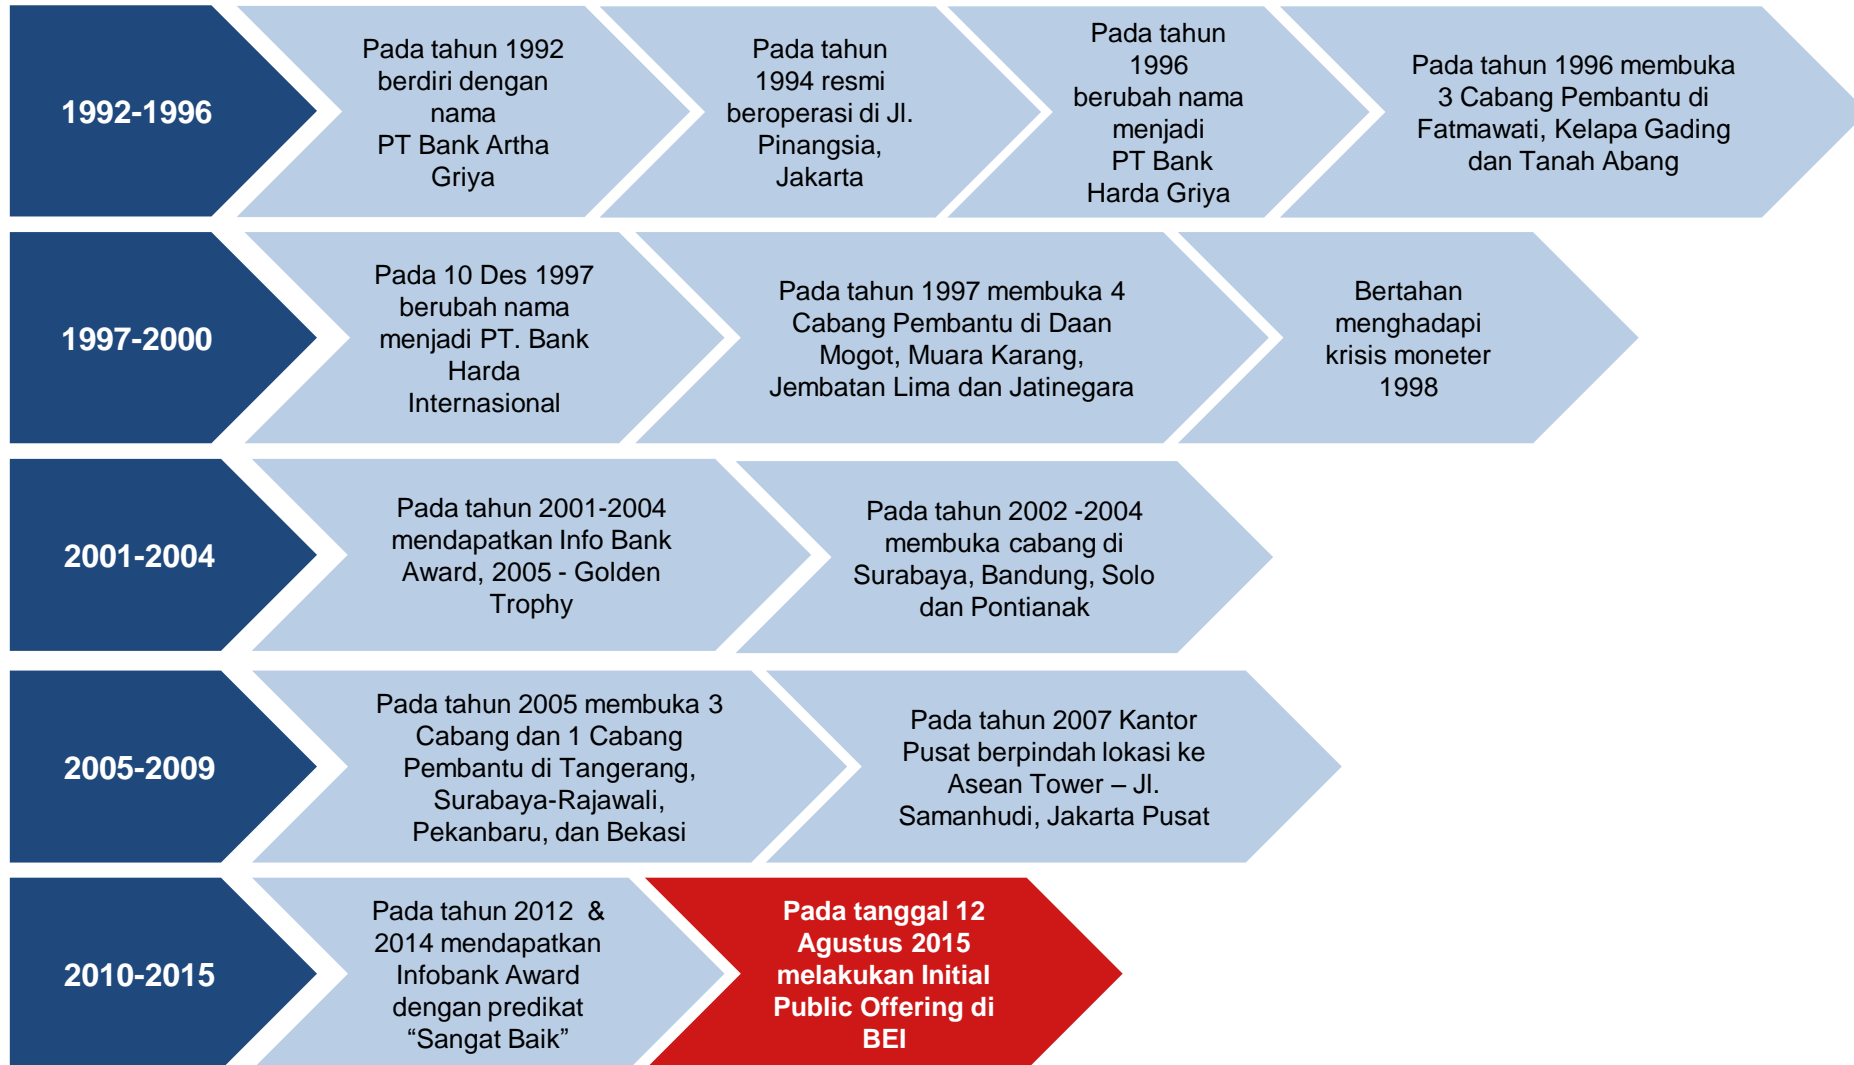 1992-1996
Pada tahun 1992
berdiri dengan
nama
PT Bank Artha
Griya
Pada tahun
1994 resmi
beroperasi di Jl.
Pinangsia,
Jakarta
Pada tahun
1996
berubah nama
menjadi
PT Bank
Harda Griya
Pada tahun 1996 membuka
3 Cabang Pembantu di
Fatmawati, Kelapa Gading
dan Tanah Abang
1997-2000
Pada 10 Des 1997
berubah nama
menjadi PT. Bank
Harda
Internasional
Pada tahun 1997 membuka 4
Cabang Pembantu di Daan
Mogot, Muara Karang,
Jembatan Lima dan Jatinegara
Bertahan
menghadapi
krisis moneter
1998
2001-2004
Pada tahun 2001-2004
mendapatkan Info Bank
Award, 2005 - Golden
Trophy
Pada tahun 2002 -2004
membuka cabang di
Surabaya, Bandung, Solo
dan Pontianak
2005-2009
Pada tahun 2005 membuka 3
Cabang dan 1 Cabang
Pembantu di Tangerang,
Surabaya-Rajawali,
Pekanbaru, dan Bekasi
Pada tahun 2007 Kantor
Pusat berpindah lokasi ke
Asean Tower – Jl.
Samanhudi, Jakarta Pusat
2010-2015
Pada tahun 2012 &
2014 mendapatkan
Infobank Award
dengan predikat
“Sangat Baik”
Pada tanggal 12
Agustus 2015
melakukan Initial
Public Offering di
BEI